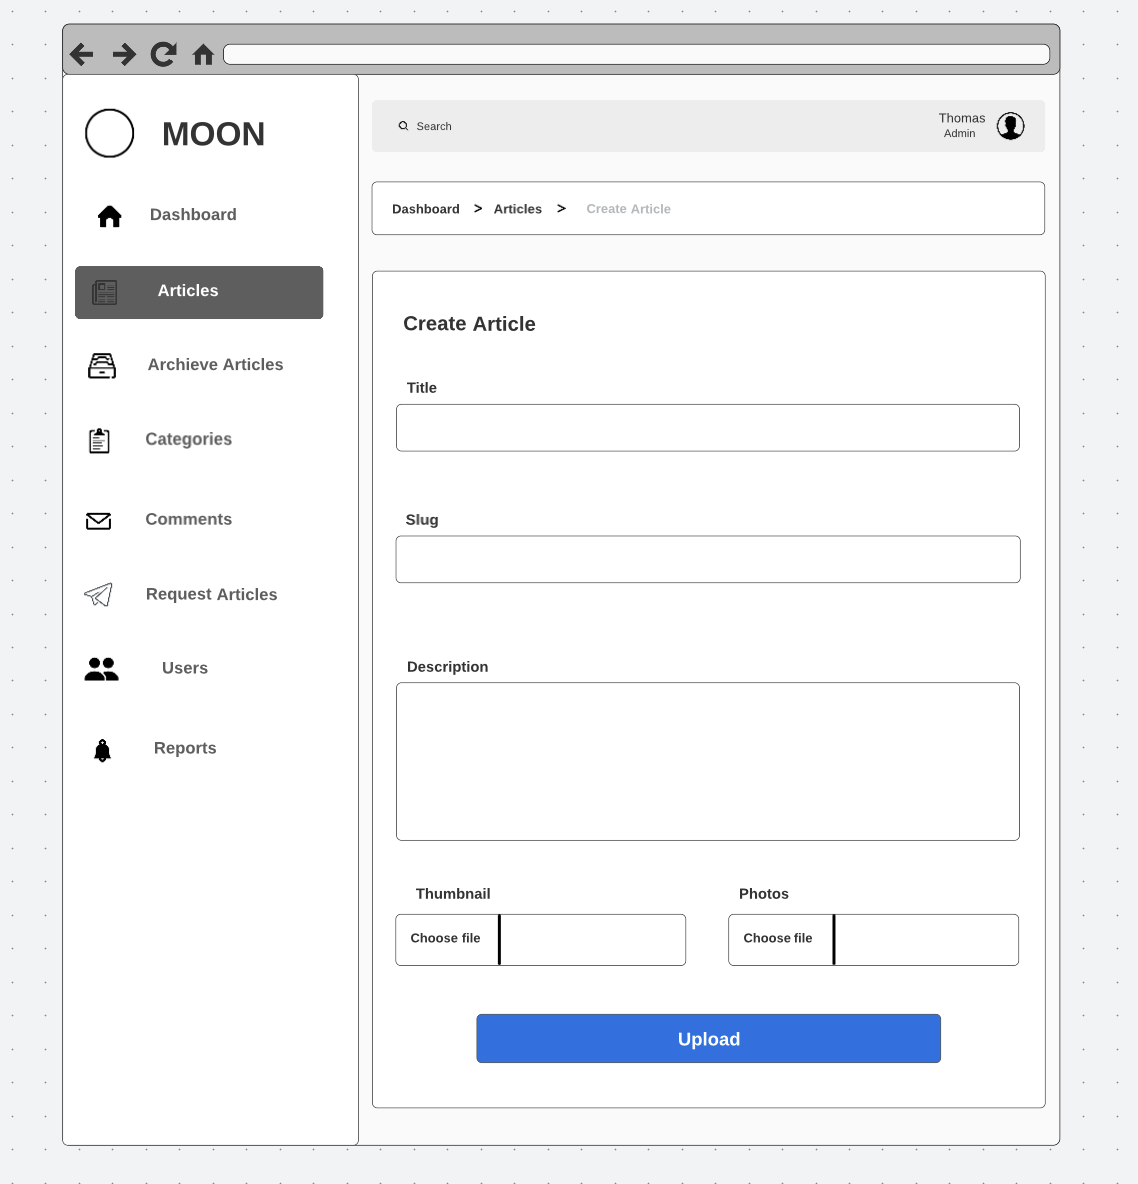 MOON
Dashboard
Articles
Archieve Articles
Categories
Comments
Request Articles
Users
Reports
Search
Thomas
Admin
Dashboard > Articles > Create Article
Create Article
Title
Slug
Description
Thumbnail
Choose file
Photos
Choose file
Upload